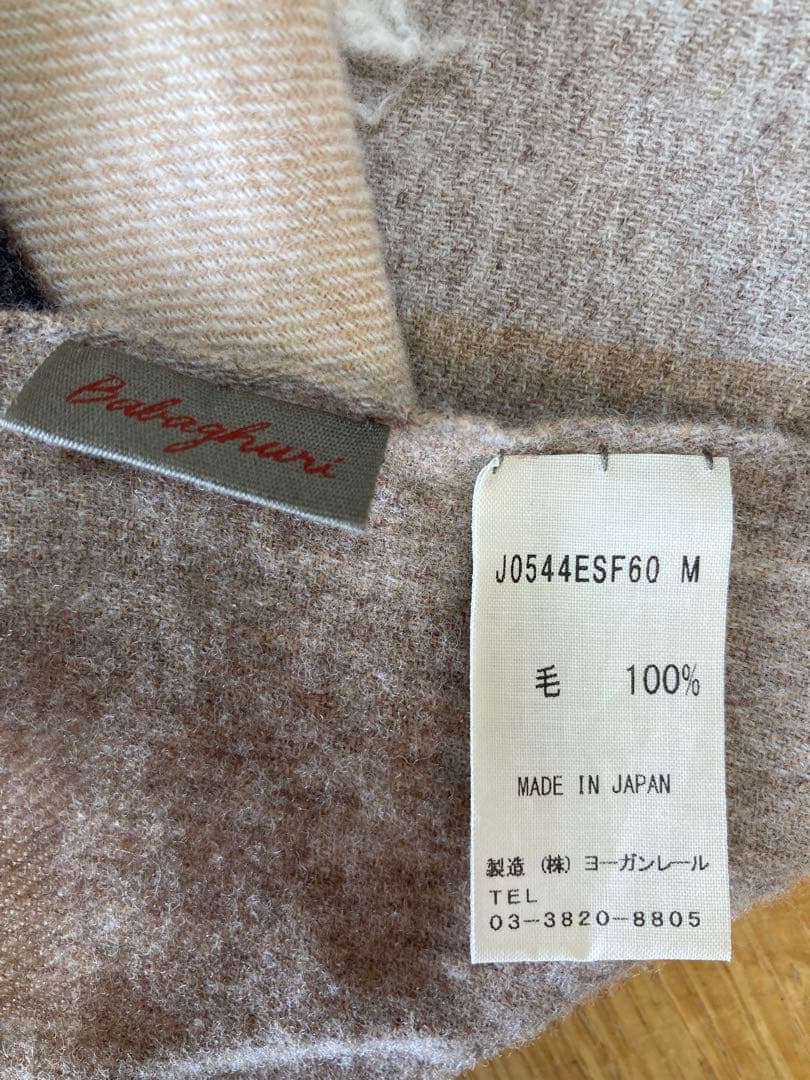 Babaghuri
J0544ESF60 M
毛 100%
MADE IN JAPAN
製造 (株) ヨーガンレール
TEL
03-3820-8805